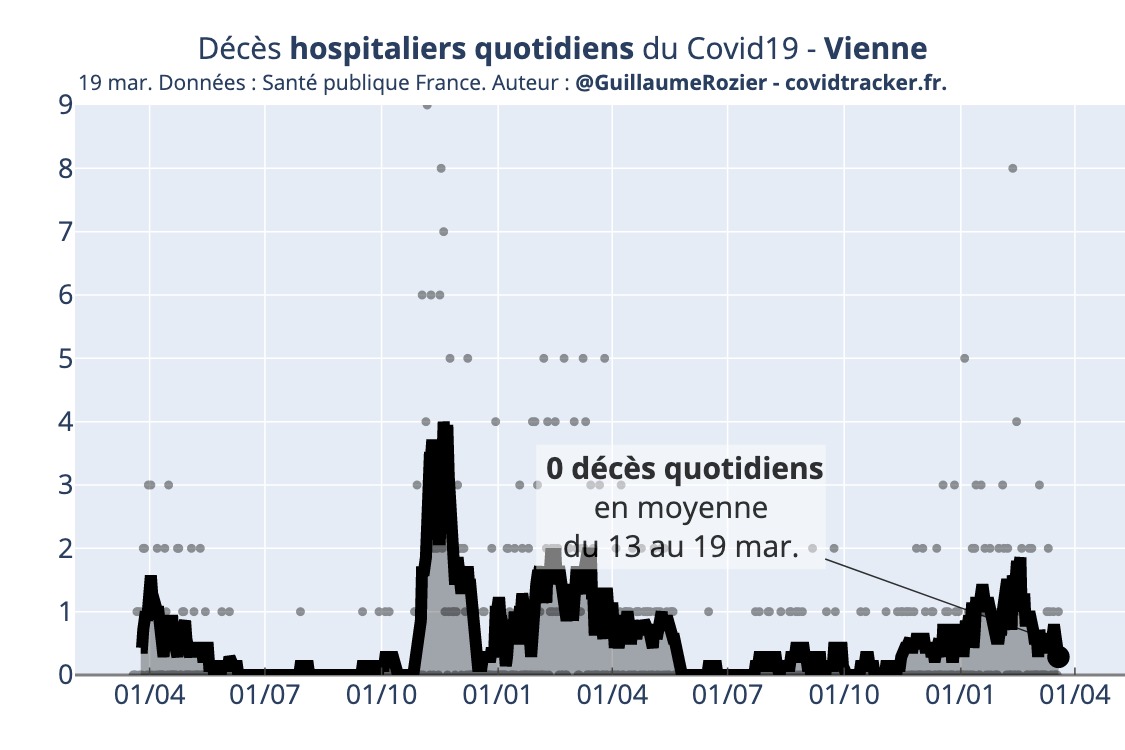 Décès hospitaliers quotidiens du Covid19 - Vienne
19 mar. Données : Santé publique France. Auteur : @GuillaumeRozier - covidtracker.fr.
9
8
7
6
5
4
3
2
1
0
0 décès quotidiens
en moyenne
du 13 au 19 mar.
01/04 01/07 01/10 01/01 01/04 01/07 01/10 01/01 01/04